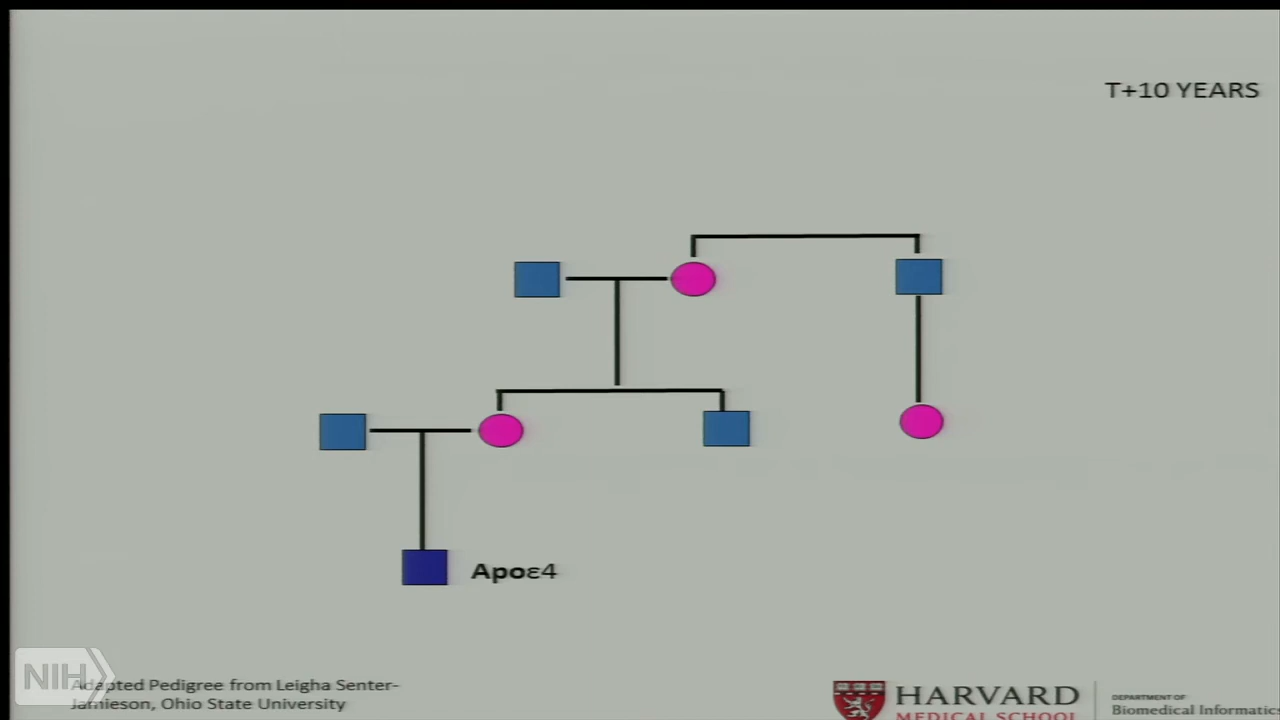 T+10 YEARS
Apoε4
NIH
Adapted Pedigree from Leigha Senter-
Jamieson, Ohio State University
HARVARD
MEDICAL SCHOOL
DEPARTMENT OF
Biomedical Informatics